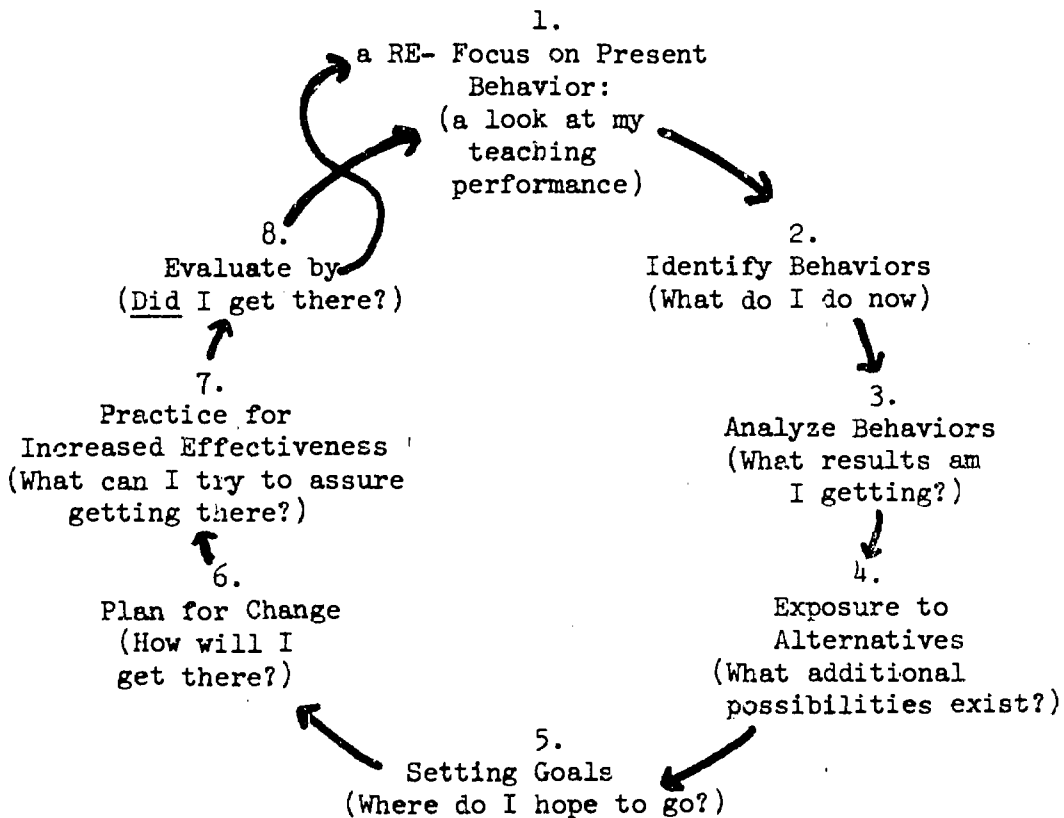 1.
a RE- Focus on Present
Behavior:
(a look at my
teaching
performance)
2.
Identify Behaviors
(What do I do now)
3.
Analyze Behaviors
(What results am
I getting?)
4.
Exposure to
Alternatives
(What additional
possibilities exist?)
5.
Setting Goals
(Where do I hope to go?)
6.
Plan for Change
(How will I
get there?)
7.
Practice for
Increased Effectiveness
(What can I try to assure
getting there?)
8.
Evaluate by
(Did I get there?)